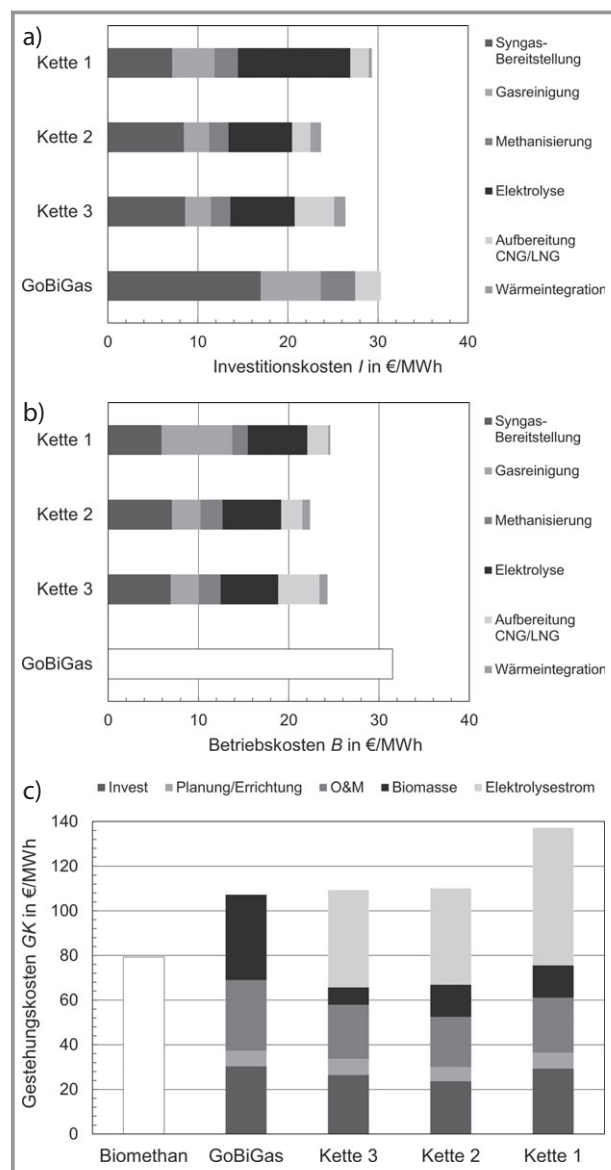 a)
Kette 1
Kette 2
Kette 3
GoBiGas
0 10 20 30 40
Investitionskosten I in €/MWh
Syngas-
Bereitstellung
Gasreinigung
Methanisierung
Elektrolyse
Aufbereitung
CNG/LNG
Wärmeintegration
b)
Kette 1
Kette 2
Kette 3
GoBiGas
0 10 20 30 40
Betriebskosten B in €/MWh
Syngas-
Bereitstellung
Gasreinigung
Methanisierung
Elektrolyse
Aufbereitung
CNG/LNG
Wärmeintegration
c)
Invest Planung/Errichtung O&M Biomasse Elektrolysestrom
Gestehungskosten GK in €/MWh
140
120
100
80
60
40
20
0
Biomethan GoBiGas Kette 3 Kette 2 Kette 1